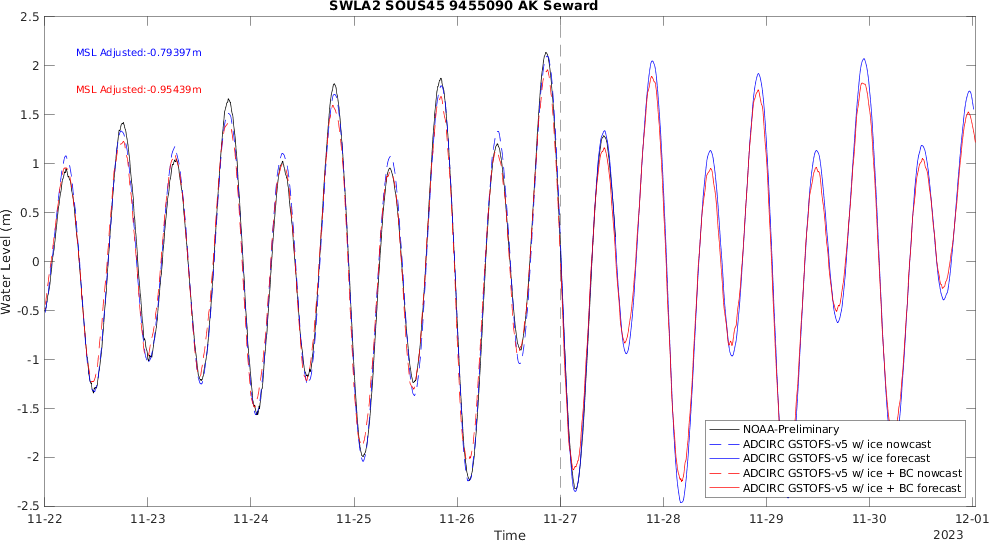 SWLA2 SOUS45 9455090 AK Seward
MSL Adjusted:-0.79397m
MSL Adjusted:-0.95439m
Water Level (m)
2.5
2
1.5
1
0.5
0
-0.5
-1
-1.5
-2
-2.5
NOAA-Preliminary
ADCIRC GSTOFS-v5 w/ ice nowcast
ADCIRC GSTOFS-v5 w/ ice forecast
ADCIRC GSTOFS-v5 w/ ice + BC nowcast
ADCIRC GSTOFS-v5 w/ ice + BC forecast
11-22 11-23 11-24 11-25 11-26 11-27 11-28 11-29 11-30 12-01
Time
2023